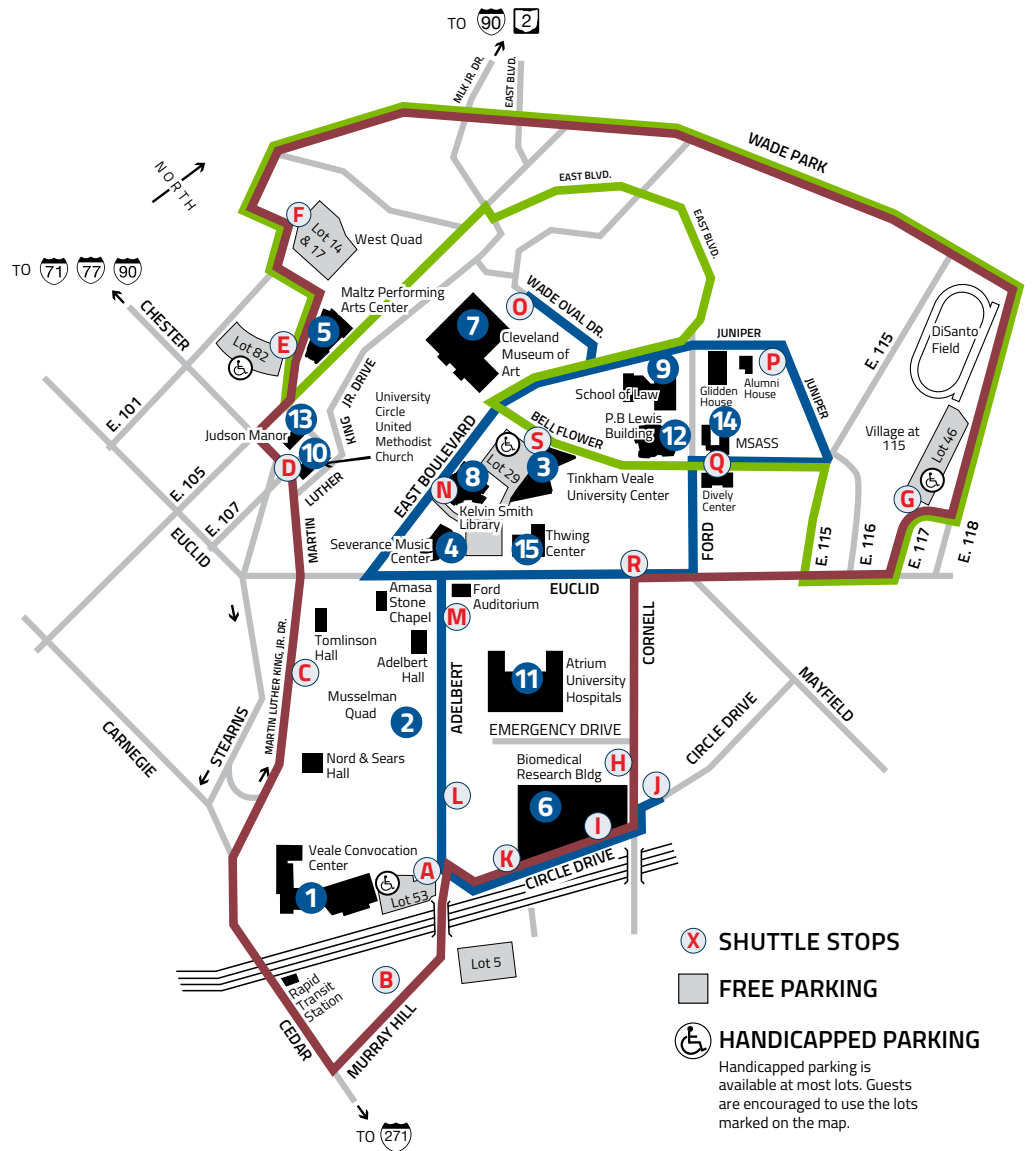 TO 90 2
MLK JR. DR.
EAST BLVD.
WADE PARK
NORTH
EAST BLVD.
EAST BLVD.
F
Lot 14
& 17
West Quad
TO 71 77 90
CHESTER
Maltz Performing
Arts Center
5
E
Lot 82
O
WADE OVAL DR.
7
Cleveland
Museum of
Art
JUNIPER
P
JUNIPER
E. 115
DiSanto
Field
9
School of Law
Glidden
House
Alumni
House
KING JR. DRIVE
University
Circle
United
Methodist
Church
E. 101
13
Judson Manor
10
D
LUTHER
MARTIN
E. 105
E. 107
EUCLID
EAST BOULEVARD
BELLFLOWER
P.B Lewis
Building
12
14
MSASS
Q
Dively
Center
Village at
115
Lot 46
G
S
Lot 29
3
Tinkham Veale
University Center
8
N
Kelvin Smith
Library
Severance Music
Center
4
15
Thwing
Center
FORD
E. 115
E. 116
E. 117
E. 118
R
EUCLID
Amasa
Stone
Chapel
Ford
Auditorium
M
Tomlinson
Hall
Adelbert
Hall
C
MARTIN LUTHER KING, JR. DR.
Musselman
Quad
2
ADELBERT
11
Atrium
University
Hospitals
CORNELL
MAYFIELD
CIRCLE DRIVE
EMERGENCY DRIVE
CARNEGIE
STEARNS
Nord & Sears
Hall
Biomedical
Research Bldg
H
J
6
L
I
K
CIRCLE DRIVE
Veale Convocation
Center
A
1
Lot 53
Lot 5
B
Rapid
Transit
Station
CEDAR
MURRAY HILL
TO 271
X SHUTTLE STOPS
FREE PARKING
HANDICAPPED PARKING
Handicapped parking is
available at most lots. Guests
are encouraged to use the lots
marked on the map.